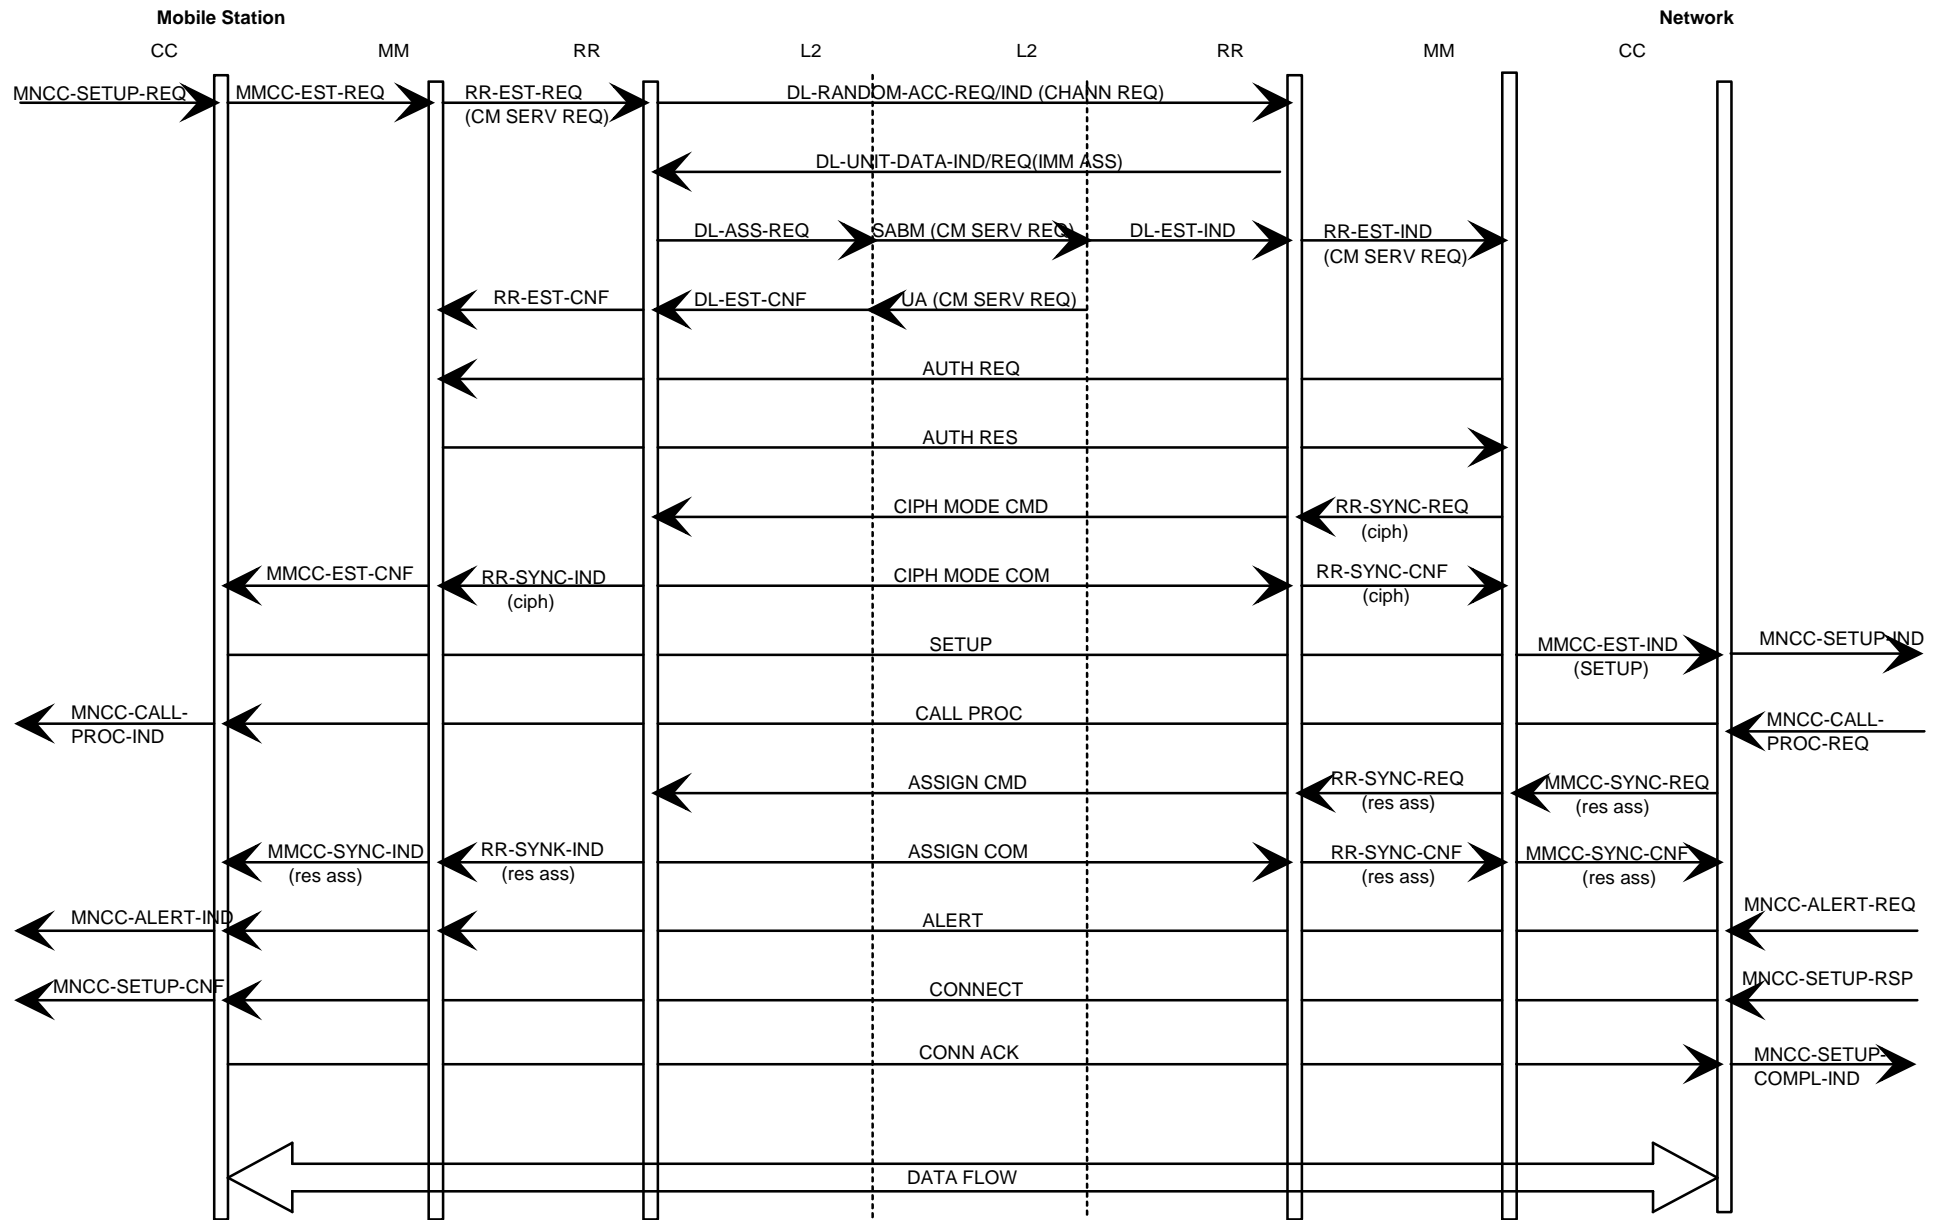 Mobile Station Network
CC MM RR L2 L2 RR MM CC
MNCC-SETUP-REQ MMCC-EST-REQ RR-EST-REQ DL-RANDOM-ACC-REQ/IND (CHANN REQ)
(CM SERV REQ)
DL-UNIT-DATA-IND/REQ(IMM ASS)
DL-ASS-REQ SABM (CM SERV REQ) DL-EST-IND RR-EST-IND
(CM SERV REQ)
RR-EST-CNF DL-EST-CNF UA (CM SERV REQ)
AUTH REQ
AUTH RES
CIPH MODE CMD RR-SYNC-REQ
(ciph)
MMCC-EST-CNF RR-SYNC-IND CIPH MODE COM RR-SYNC-CNF
(ciph) (ciph)
SETUP MMCC-EST-IND MNCC-SETUP-IND
(SETUP)
MNCC-CALL- CALL PROC MNCC-CALL-
PROC-IND PROC-REQ
ASSIGN CMD RR-SYNC-REQ MMCC-SYNC-REQ
(res ass) (res ass)
MMCC-SYNC-IND RR-SYNK-IND ASSIGN COM RR-SYNC-CNF MMCC-SYNC-CNF
(res ass) (res ass) (res ass) (res ass)
MNCC-ALERT-IND ALERT MNCC-ALERT-REQ
MNCC-SETUP-CNF CONNECT MNCC-SETUP-RSP
CONN ACK MNCC-SETUP-
COMPL-IND
DATA FLOW